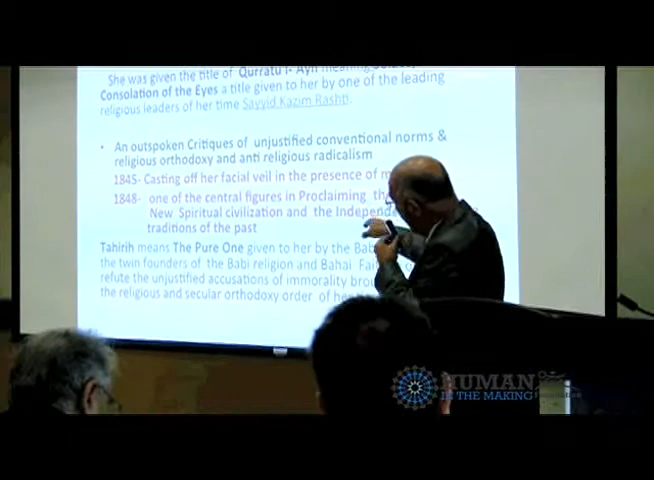 She was given the title of Qurratu l- Ayn meaning
Consolation of the Eyes a title given to her by one of the leading
religious leaders of her time Sayyid Kazim Rashti.
• An outspoken Critiques of unjustified conventional norms &
religious orthodoxy and anti religious radicalism
1845- Casting off her facial veil in the presence of
1848- one of the central figures in Proclaiming
New Spiritual civilization and the
traditions of the past
Tahirih means The Pure One given to her by the
the twin founders of the Babi religion and Bahai
refute the unjustified accusations of immorality
the religious and secular orthodoxy order of
HUMAN
IN THE MAKING